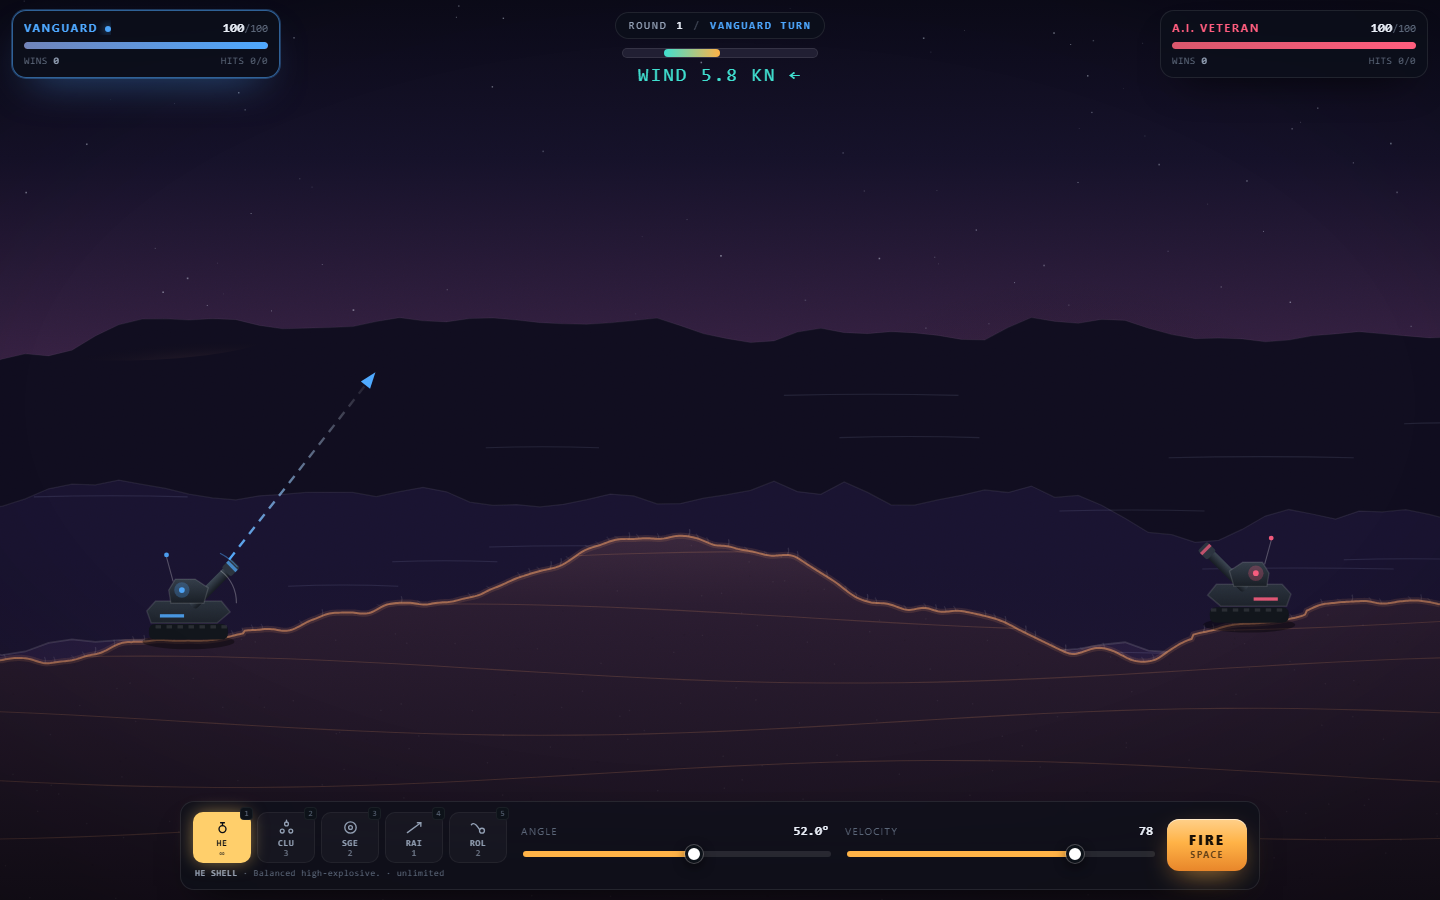 VANGUARD 100/100
WINS 0 HITS 0/0
ROUND 1 / VANGUARD TURN
WIND 5.8 KN ←
A.I. VETERAN 100/100
WINS 0 HITS 0/0
1 2 3 4 5
HE CLU SGE RAI ROL
∞ 3 2 1 2
HE SHELL · Balanced high-explosive. · unlimited
ANGLE 52.0°
VELOCITY 78
FIRE
SPACE